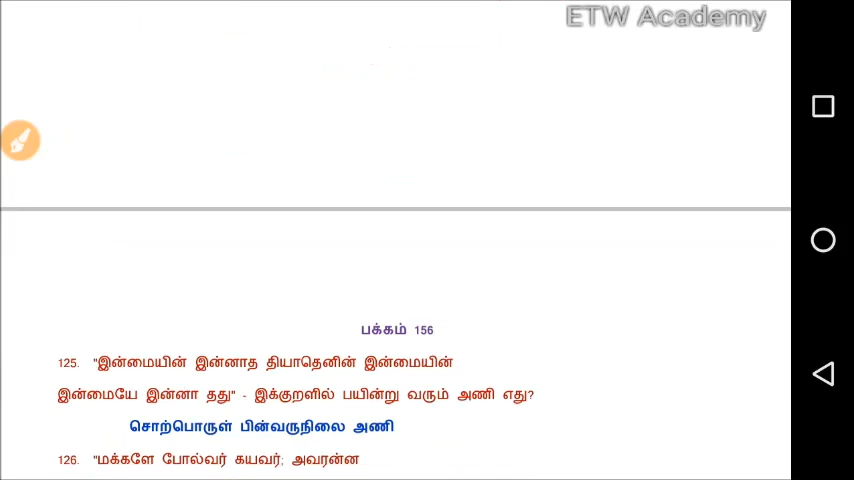 ETW Academy
பக்கம் 156
125. "இன்மையின் இன்னாத தியாதெனின் இன்மையின்
இன்மையே இன்னா தது" - இக்குறளில் பயின்று வரும் அணி எது?
சொற்பொருள் பின்வருநிலை அணி
126. "மக்களே போல்வர் கயவர்; அவரன்ன